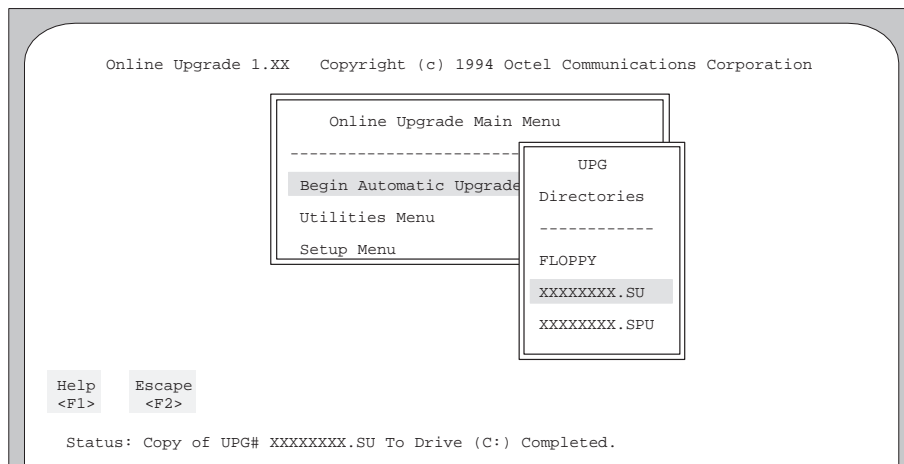 Online Upgrade 1.XX   Copyright (c) 1994 Octel Communications Corporation
Online Upgrade Main Menu
--------------------------
Begin Automatic Upgrade
Utilities Menu
Setup Menu
UPG
Directories
------------
FLOPPY
XXXXXXXX.SU
XXXXXXXX.SPU
Help   Escape
<F1>   <F2>
Status: Copy of UPG# XXXXXXXX.SU To Drive (C:) Completed.